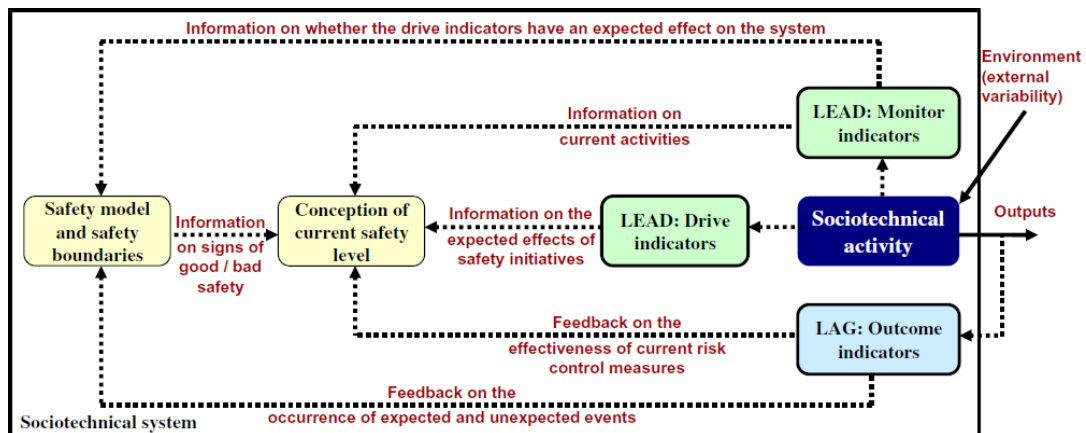 Information on whether the drive indicators have an expected effect on the system
Environment
(external
variability)
LEAD: Monitor
indicators
Information on
current activities
Safety model
and safety
boundaries
Information
on signs of
good / bad
safety
Conception of
current safety
level
Information on the
expected effects of
safety initiatives
LEAD: Drive
indicators
Sociotechnical
activity
Outputs
Feedback on the
effectiveness of current risk
control measures
LAG: Outcome
indicators
Feedback on the
occurrence of expected and unexpected events
Sociotechnical system